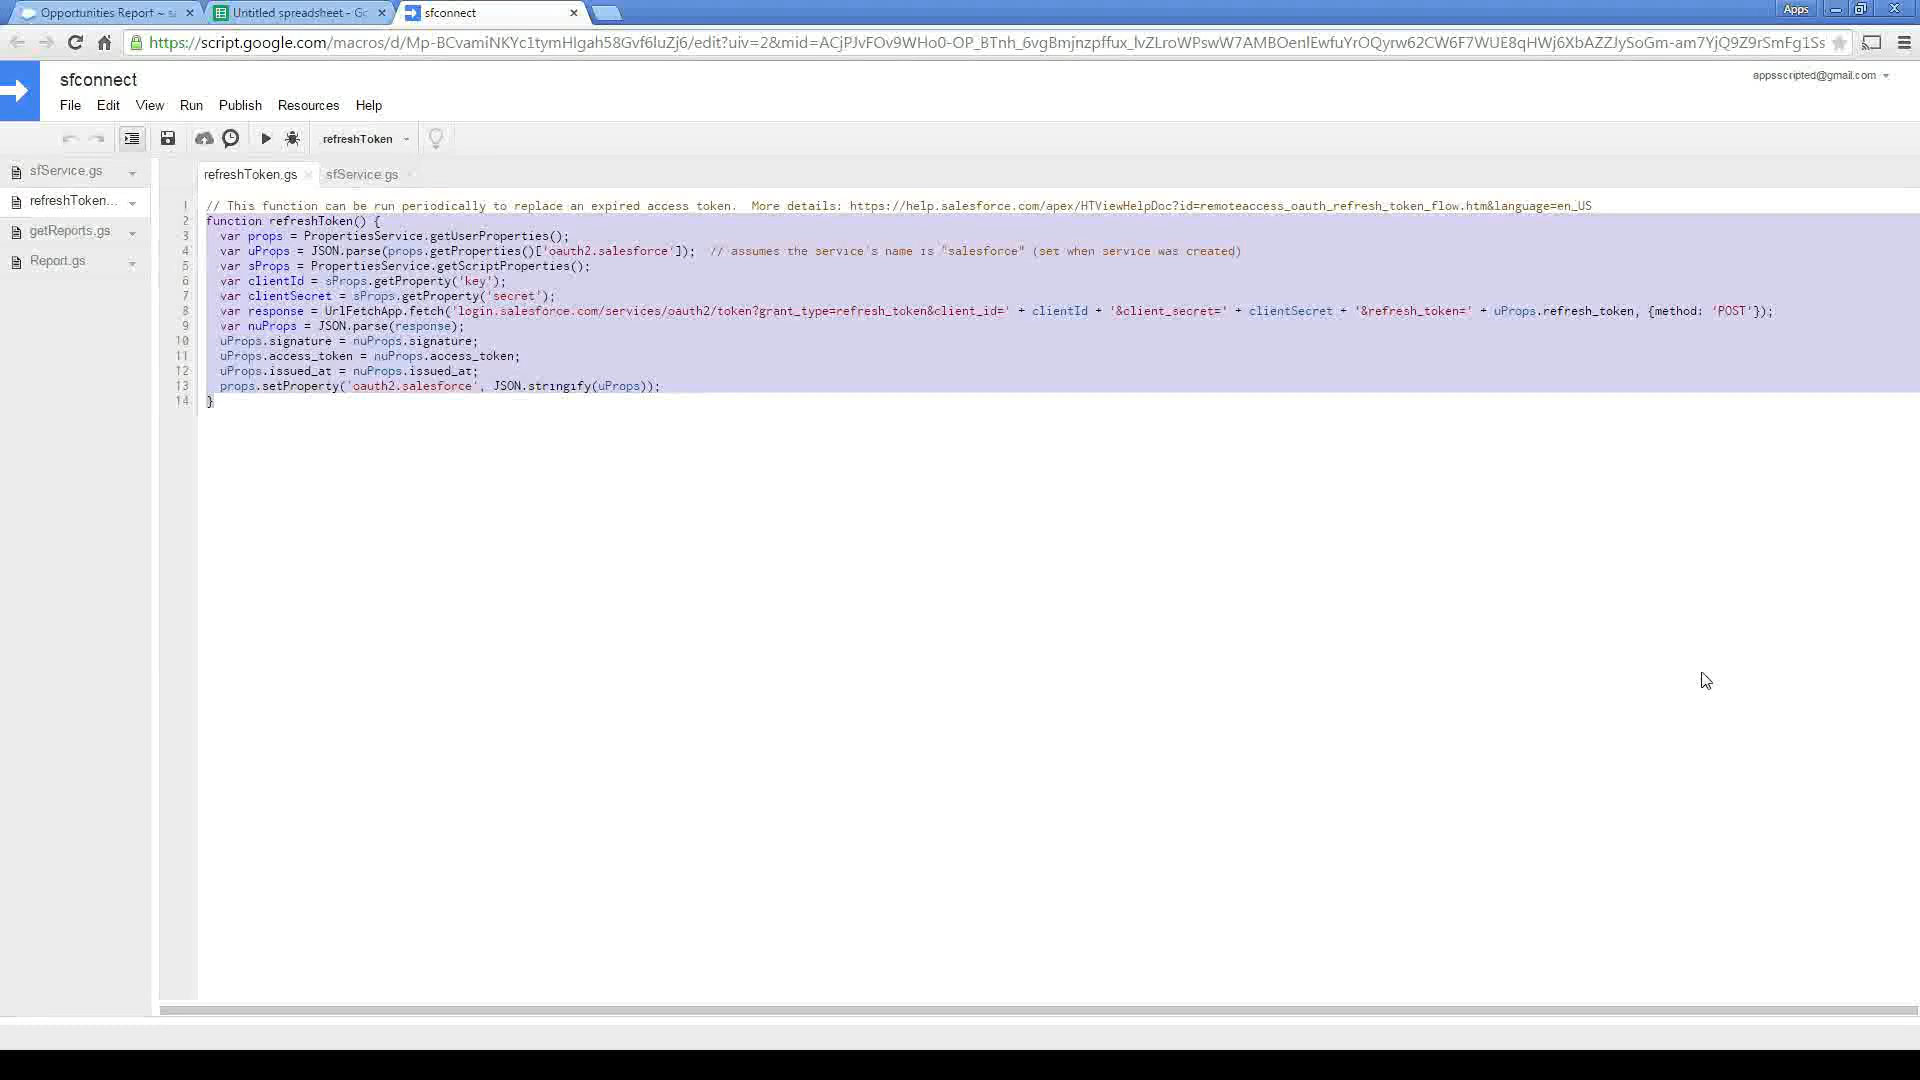 Opportunities Report ~ sa
Untitled spreadsheet - Go
sfconnect
Apps
https://script.google.com/macros/d/Mp-BCvamiNKYc1tymHIgah58Gvf6luZj6/edit?uiv=2&mid=ACjPJvFOv9WHo0-OP_BTnh_6vgBmjnzpffux_lvZLroWPswW7AMBOenlEwfuYrOQyrw62CW6F7WUE8qHWj6XbAZZJySoGm-am7YjQ9Z9rSmFg1Ss
sfconnect
appsscripted@gmail.com
File Edit View Run Publish Resources Help
refreshToken
sfService.gs
refreshToken...
getReports.gs
Report.gs
refreshToken.gs sfService.gs
1 // This function can be run periodically to replace an expired access token.  More details: https://help.salesforce.com/apex/HTViewHelpDoc?id=remoteaccess_oauth_refresh_token_flow.htm&language=en_US
2 function refreshToken() {
3 var props = PropertiesService.getUserProperties();
4 var uProps = JSON.parse(props.getProperties()['oauth2.salesforce']);  // assumes the service's name is "salesforce" (set when service was created)
5 var sProps = PropertiesService.getScriptProperties();
6 var clientId = sProps.getProperty('key');
7 var clientSecret = sProps.getProperty('secret');
8 var response = UrlFetchApp.fetch('login.salesforce.com/services/oauth2/token?grant_type=refresh_token&client_id=' + clientId + '&client_secret=' + clientSecret + '&refresh_token=' + uProps.refresh_token, {method: 'POST'});
9 var nuProps = JSON.parse(response);
10 uProps.signature = nuProps.signature;
11 uProps.access_token = nuProps.access_token;
12 uProps.issued_at = nuProps.issued_at;
13 props.setProperty('oauth2.salesforce', JSON.stringify(uProps));
14 }